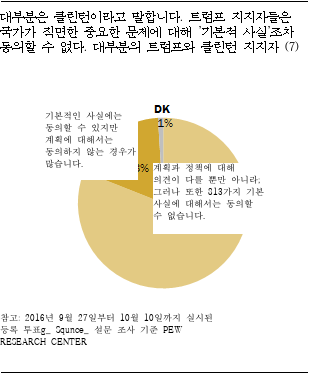 대부분은 클린턴이라고 말합니다. 트럼프 지지자들은
국가가 직면한 중요한 문제에 대해 '기본적 사실'조차
동의할 수 없다. 대부분의 트럼프와 클린턴 지지자 (7)
DK
1%
기본적인 사실에는
동의할 수 있지만
계획에 대해서는
동의하지 않는 경우가
많습니다.
계획과 정책에 대해
의견이 다를 뿐만 아니라;
그러나 또한 813가지 기본
사실에 대해서는 동의할
수 없습니다.
참고: 2016년 9월 27일부터 10월 10일까지 실시된
등록 투표g_ Squnce_ 설문 조사 기준 PEW
RESEARCH CENTER